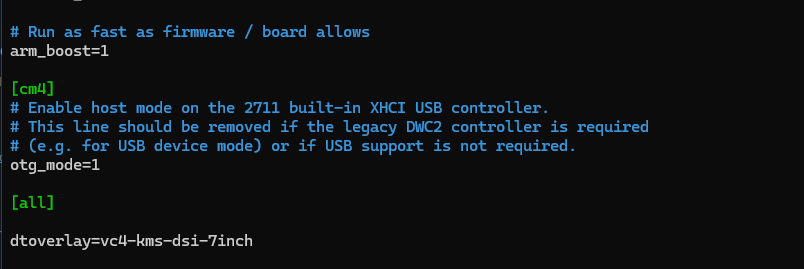 # Run as fast as firmware / board allows
arm_boost=1
[cm4]
# Enable host mode on the 2711 built-in XHCI USB controller.
# This line should be removed if the legacy DWC2 controller is required
# (e.g. for USB device mode) or if USB support is not required.
otg_mode=1
[all]
dtoverlay=vc4-kms-dsi-7inch